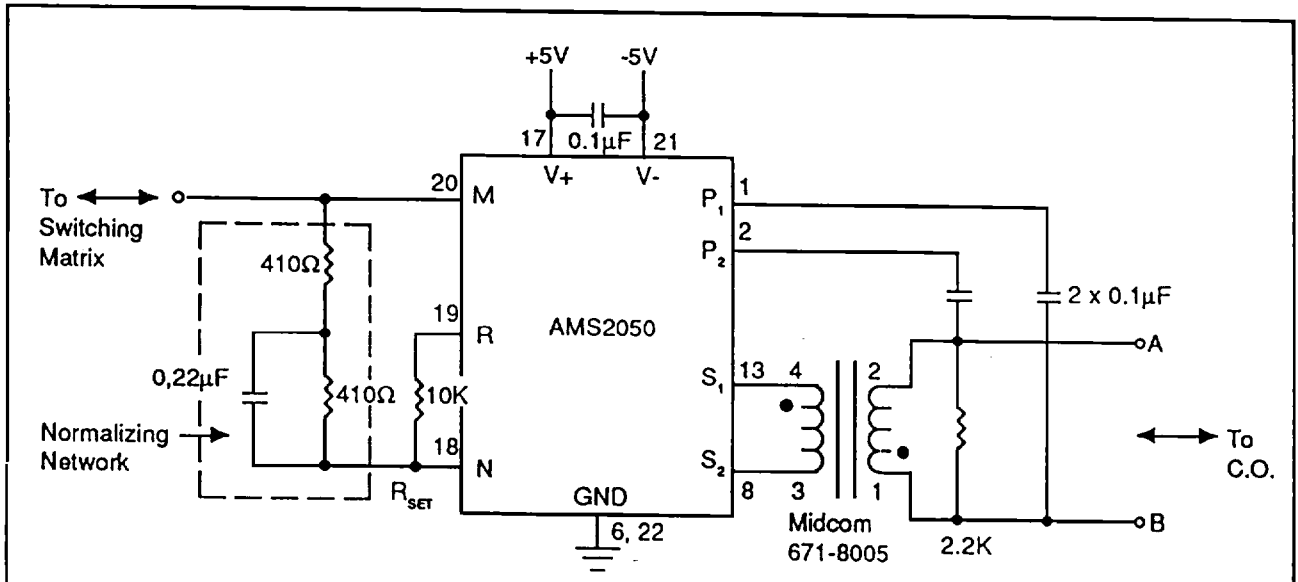 +5V
-5V
17
0.1µF
21
V+
V-
To
Switching
Matrix
20
M
410Ω
19
R
0,22µF
410Ω
10K
Normalizing
Network
18
N
R_SET
AMS2050
GND
6, 22
P₁
1
P₂
2
S₁
13
S₂
8
4
3
2
1
Midcom
671-8005
2 x 0.1µF
2.2K
A
B
To
C.O.